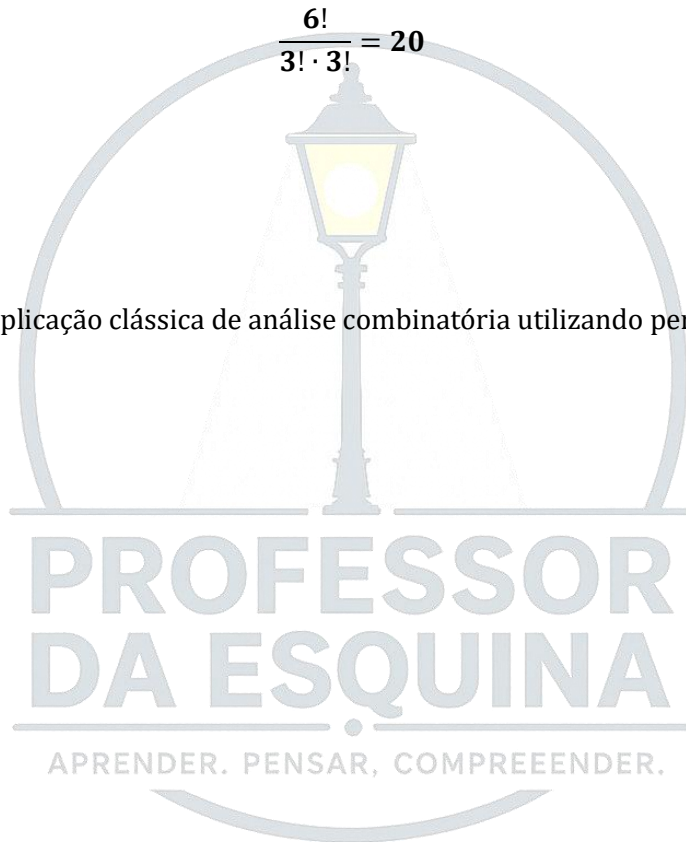 6!
3! · 3! = 20
plicação clássica de análise combinatória utilizando per
PROFESSOR
DA ESQUINA
APRENDER. PENSAR, COMPREEENDER.